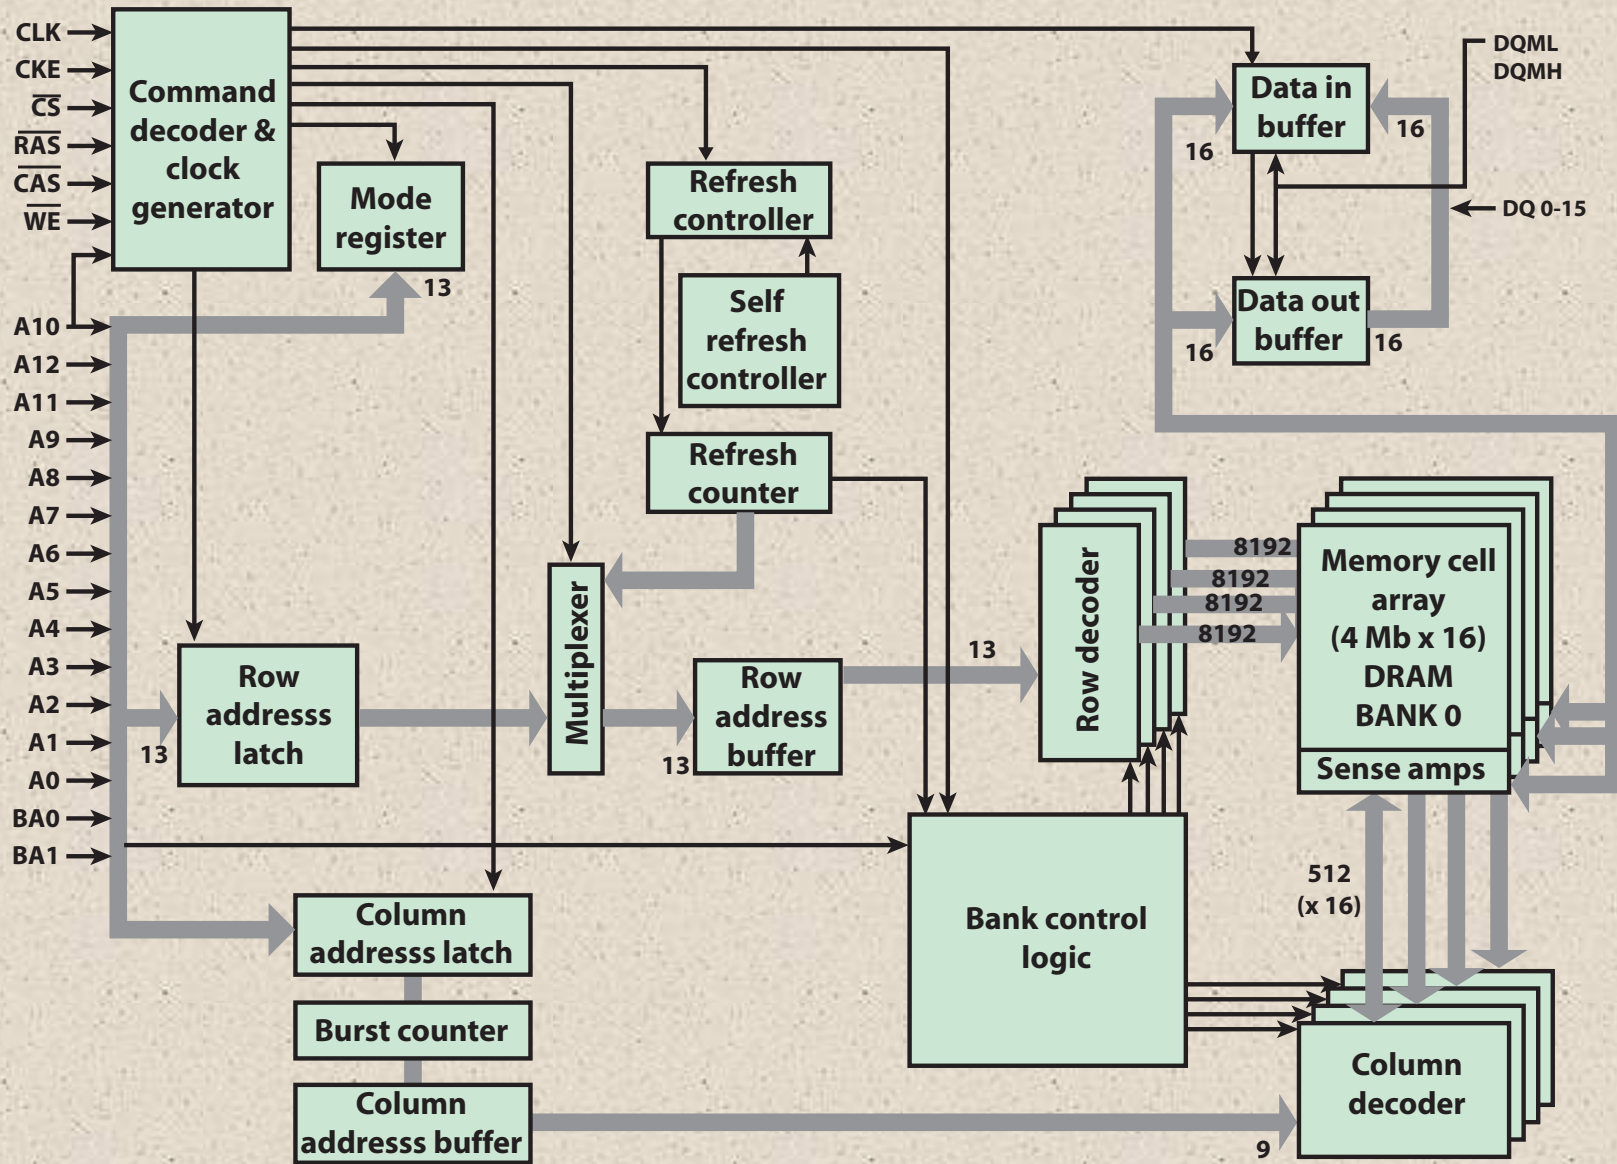 CLK
CKE
CS
RAS
CAS
WE
A10
A12
A11
A9
A8
A7
A6
A5
A4
A3
A2
A1
A0
BA0
BA1
Command
decoder &
clock
generator
Mode
register
13
Refresh
controller
Self
refresh
controller
Refresh
counter
Data in
buffer
16
16
DQML
DQMH
DQ 0-15
Data out
buffer
16
16
Row
addresss
latch
13
Multiplexer
Row
address
buffer
13
13
Row decoder
8192
8192
8192
8192
Memory cell
array
(4 Mb x 16)
DRAM
BANK 0
Sense amps
Bank control
logic
512
(x 16)
Column
addresss latch
Burst counter
Column
addresss buffer
9
Column
decoder